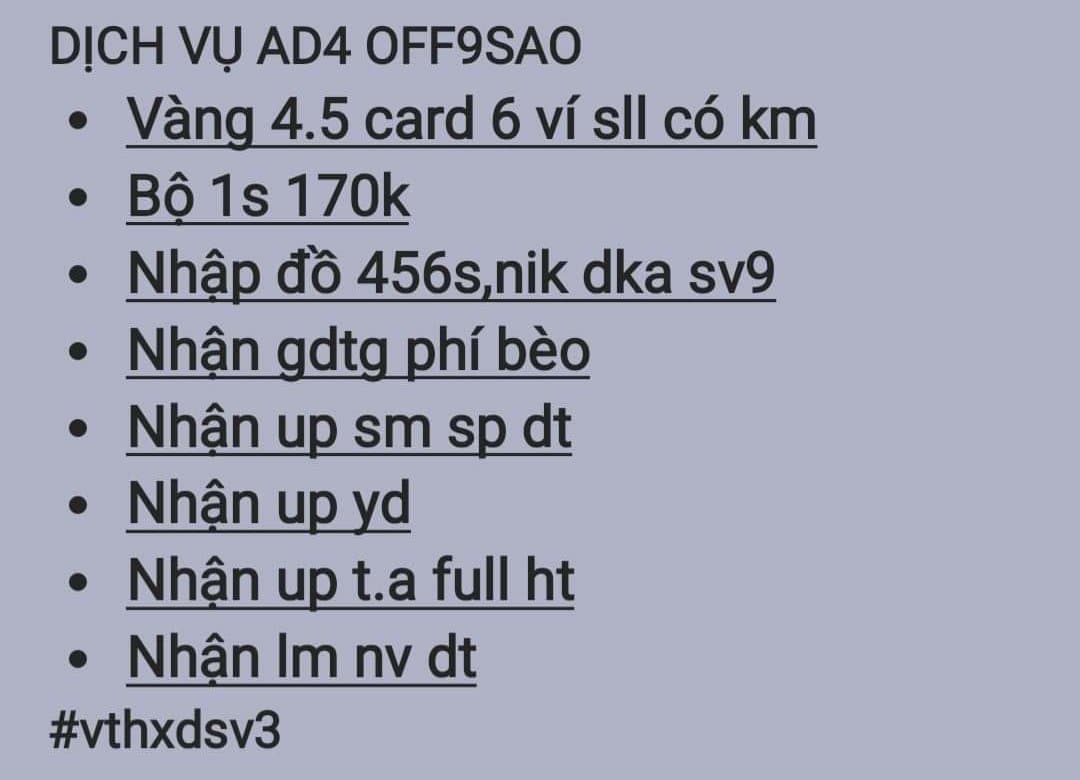 DỊCH VỤ AD4 OFF9SAO
• Vàng 4.5 card 6 ví sll có km
• Bộ 1s 170k
• Nhập đồ 456s,nik dka sv9
• Nhận gdtg phí bèo
• Nhận up sm sp dt
• Nhận up yd
• Nhận up t.a full ht
• Nhận lm nv dt
#vthxdsv3